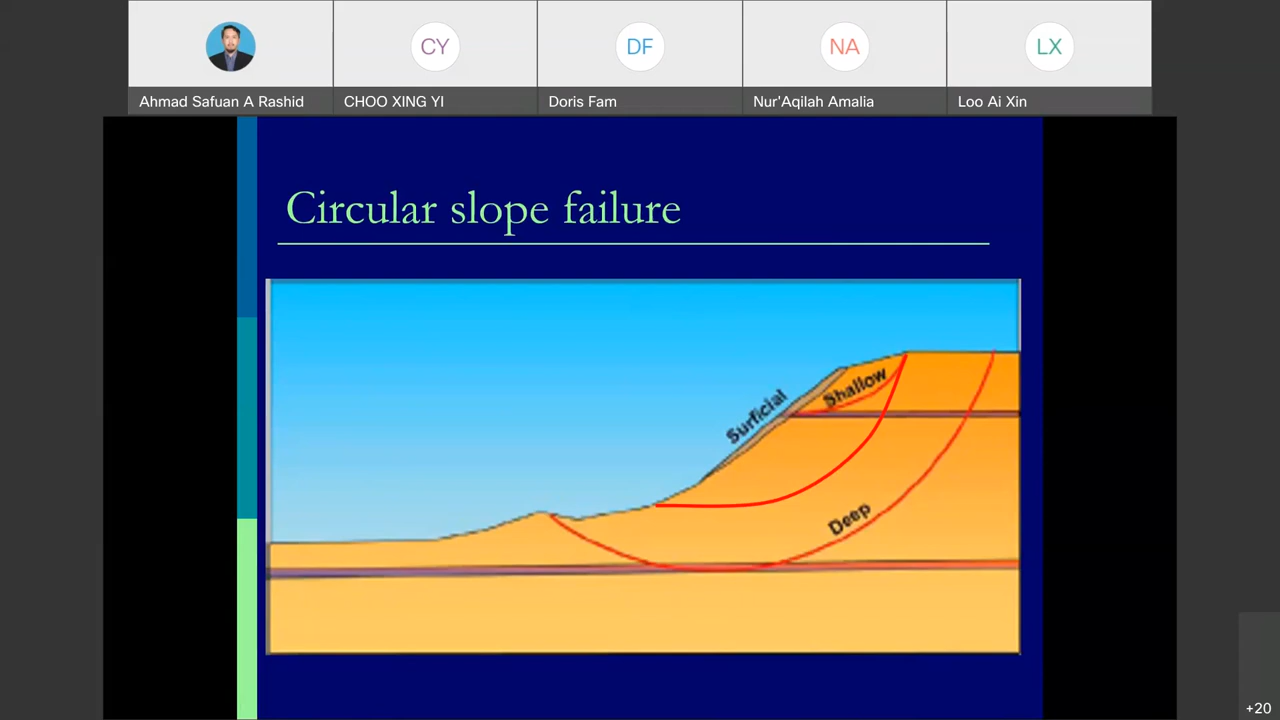 CY
DF
NA
LX
Ahmad Safuan A Rashid
CHOO XING YI
Doris Fam
Nur'Aqilah Amalia
Loo Ai Xin
Circular slope failure
Surficial
Shallow
Deep
+20